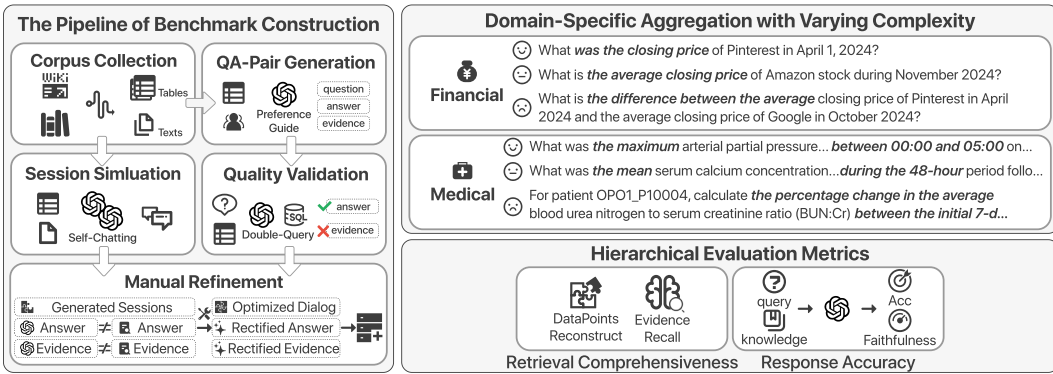 The Pipeline of Benchmark Construction
Corpus Collection
WiKi
Tables
Texts
QA-Pair Generation
Preference
Guide
question
answer
evidence
Session Simluation
Self-Chatting
Quality Validation
SQL
Double-Query
answer
evidence
Manual Refinement
Generated Sessions
Optimized Dialog
Answer ≠ Answer
Rectified Answer
Evidence ≠ Evidence
Rectified Evidence
Domain-Specific Aggregation with Varying Complexity
Financial
What was the closing price of Pinterest in April 1, 2024?
What is the average closing price of Amazon stock during November 2024?
What is the difference between the average closing price of Pinterest in April
2024 and the average closing price of Google in October 2024?
Medical
What was the maximum arterial partial pressure... between 00:00 and 05:00 on...
What was the mean serum calcium concentration...during the 48-hour period follo...
For patient OPO1_P10004, calculate the percentage change in the average
blood urea nitrogen to serum creatinine ratio (BUN:Cr) between the initial 7-d...
Hierarchical Evaluation Metrics
DataPoints
Reconstruct
Evidence
Recall
Retrieval Comprehensiveness
query
knowledge
Acc
Faithfulness
Response Accuracy